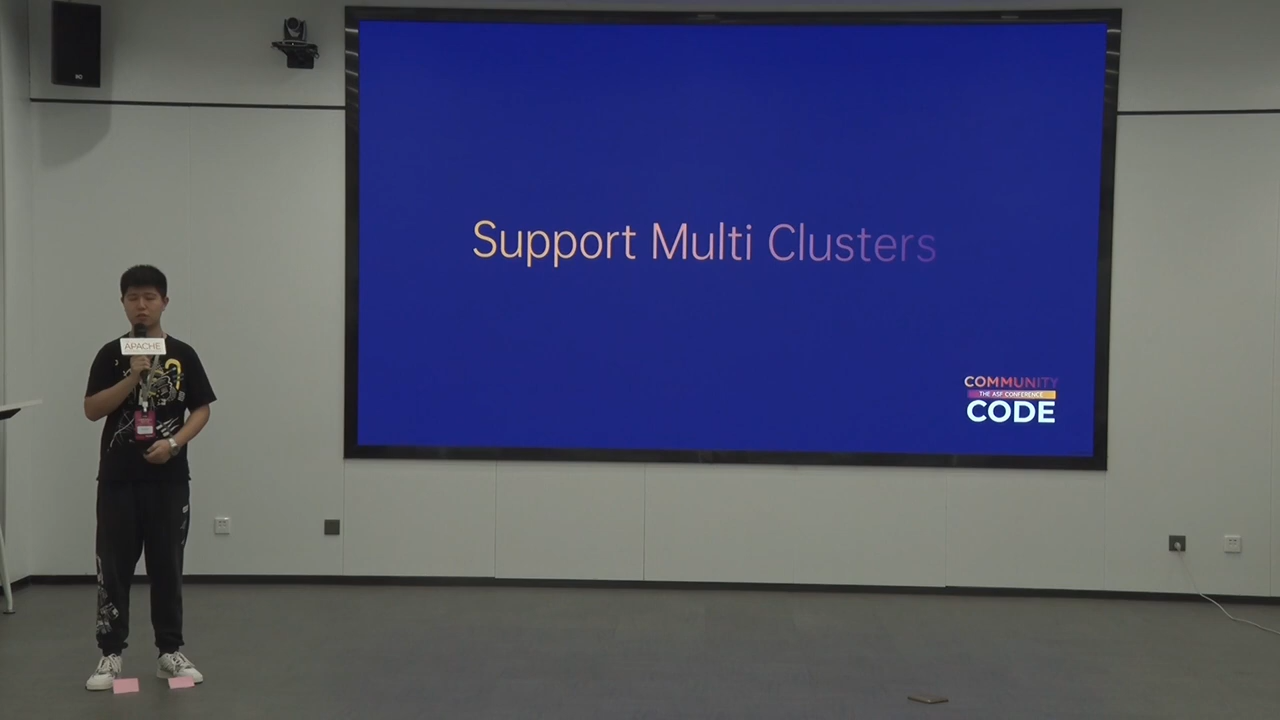 Support Multi Clusters
APACHE
COMMUNITY
THE ASF CONFERENCE
CODE